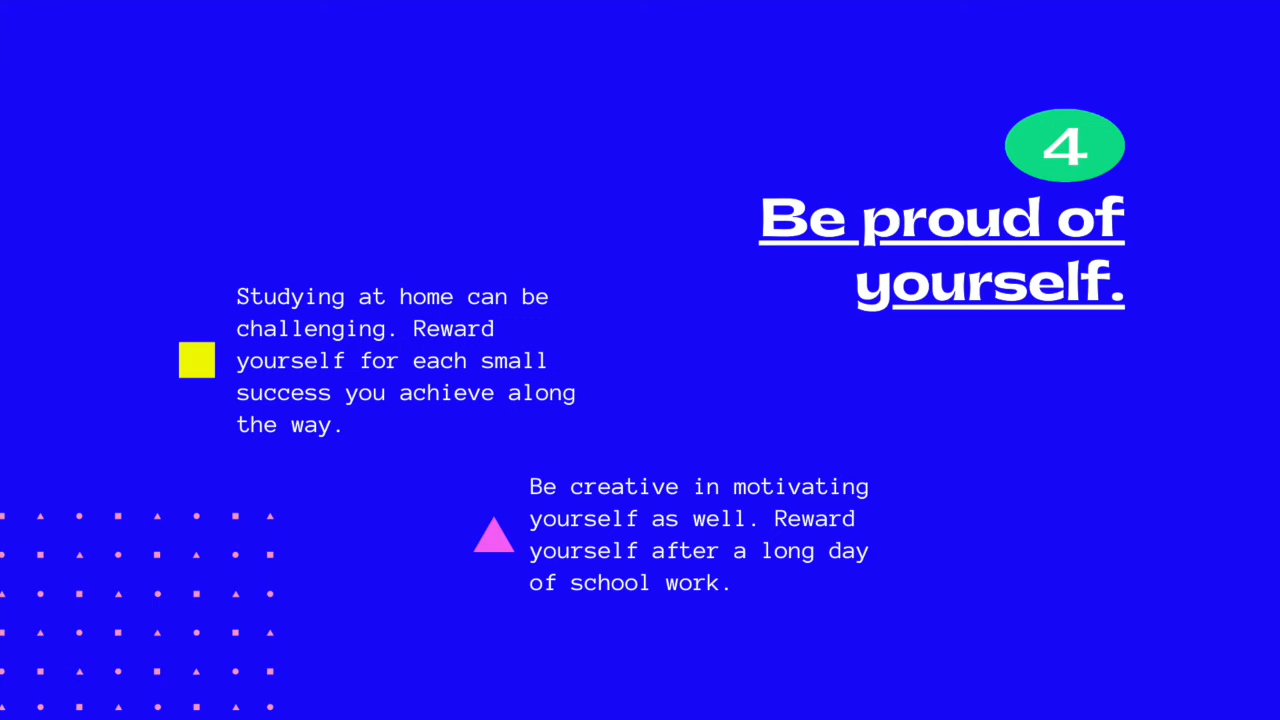 4
Be proud of
yourself.
Studying at home can be
challenging. Reward
yourself for each small
success you achieve along
the way.
Be creative in motivating
yourself as well. Reward
yourself after a long day
of school work.